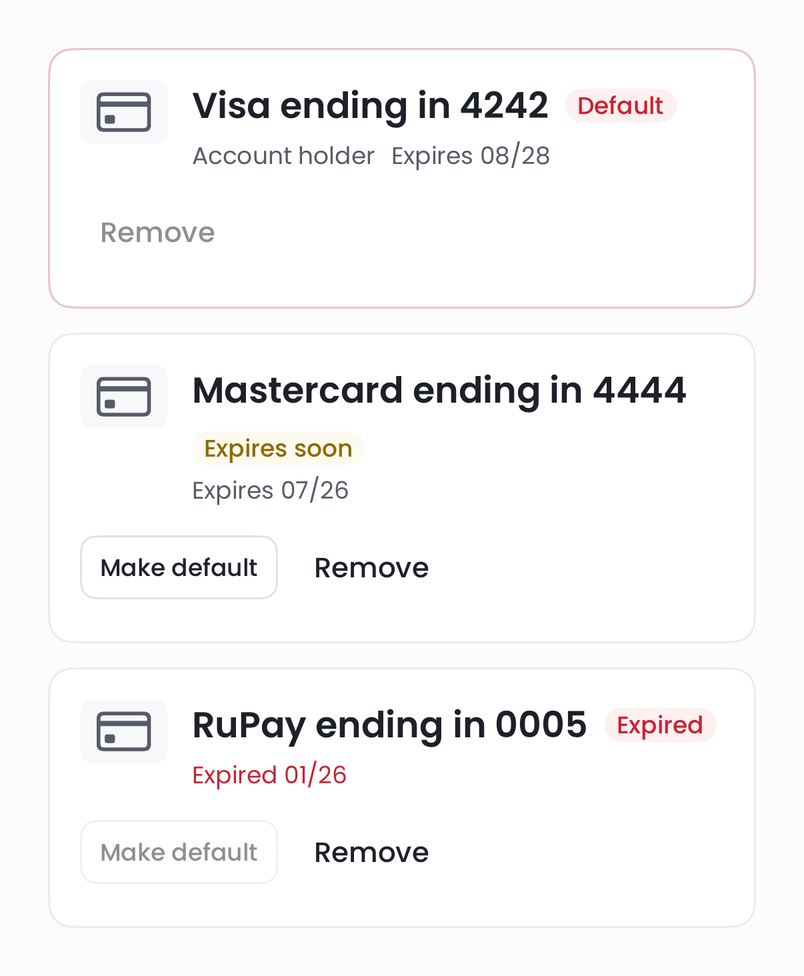 Visa ending in 4242 Default
Account holder Expires 08/28
Remove
Mastercard ending in 4444
Expires soon
Expires 07/26
Make default Remove
RuPay ending in 0005 Expired
Expired 01/26
Make default Remove